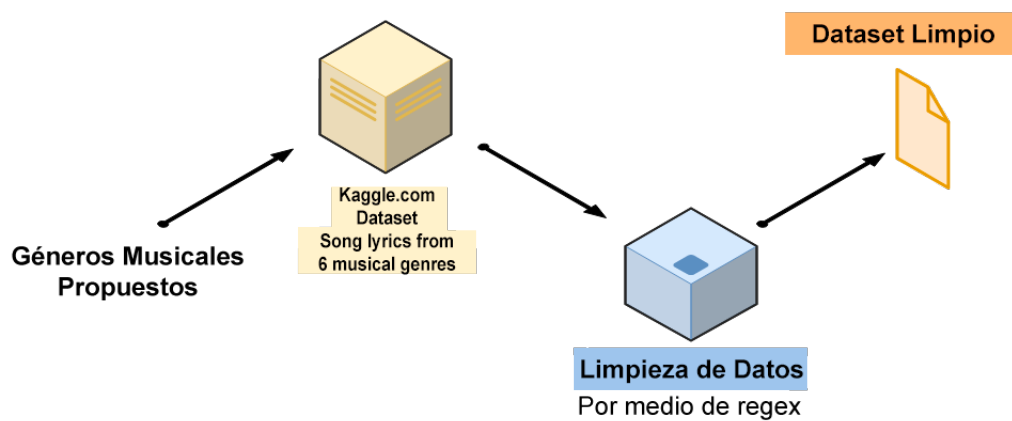 Géneros Musicales
Propuestos
Kaggle.com
Dataset
Song lyrics from
6 musical genres
Limpieza de Datos
Por medio de regex
Dataset Limpio